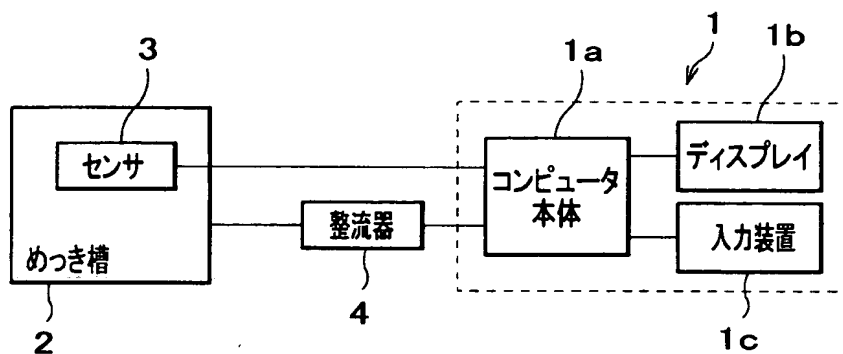 3
1a
1
1b
センサ
コンピュータ
本体
ディスプレイ
整流器
入力装置
めっき槽
2
4
1c